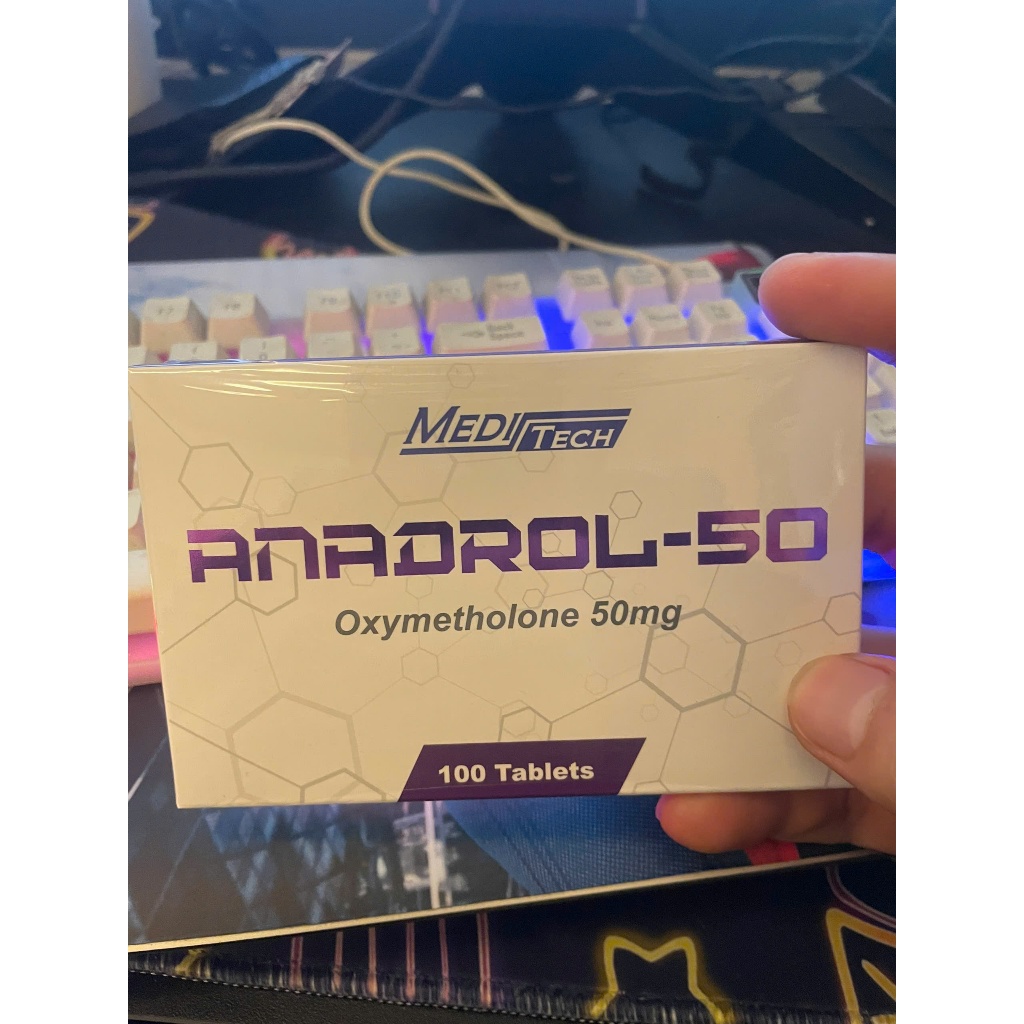 MEDITECH
ANADROL-50
Oxymetholone 50mg
100 Tablets